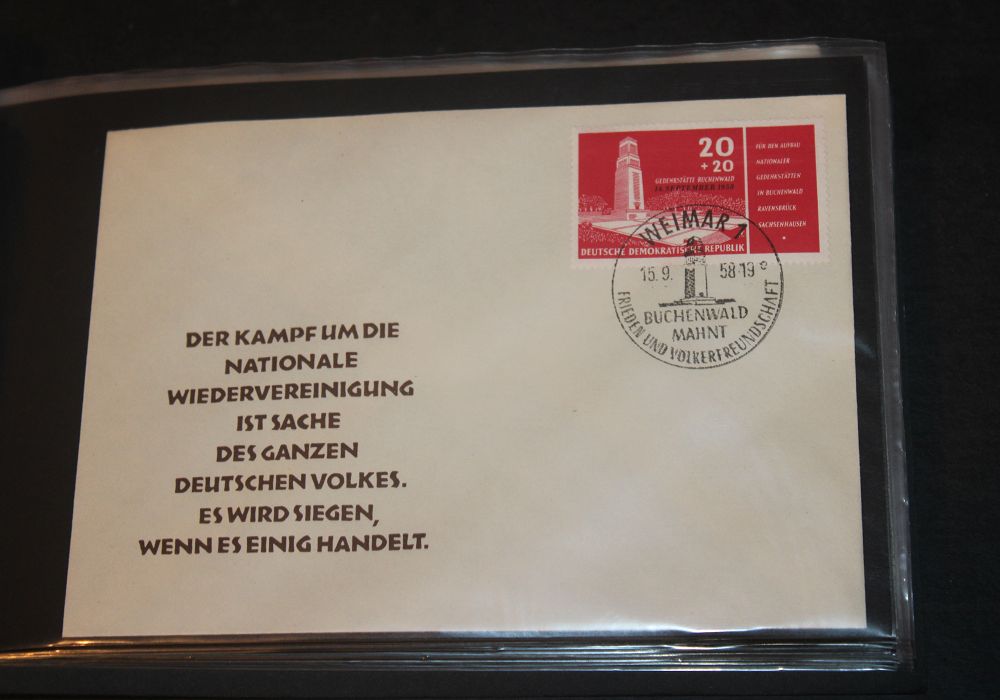 DER KAMPF UM DIE
NATIONALE
WIEDERVEREINIGUNG
IST SACHE
DES GANZEN
DEUTSCHEN VOLKES.
ES WIRD SIEGEN,
WENN ES EINIG HANDELT.
20
+20
GEDENKSTÄTTE BUCHENWALD
14. SEPTEMBER 1958
DEUTSCHE DEMOKRATISCHE REPUBLIK
FÜR DEN AUFBAU
NATIONALER
GEDENKSTÄTTEN
IN BUCHENWALD
RAVENSBRÜCK
SACHSENHAUSEN
WEIMAR 1
15.9. 58-19
BUCHENWALD
MAHNT
FRIEDEN UND VÖLKERFREUNDSCHAFT